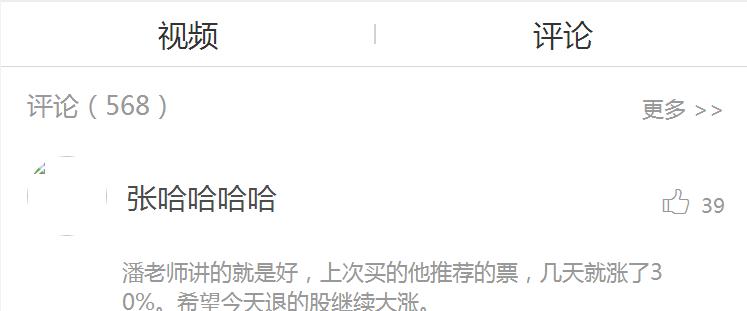 视频 | 评论
评论（568） 更多 >>
张哈哈哈哈 39
潘老师讲的就是好，上次买的他推荐的票，几天就涨了3
0%。希望今天退的股继续大涨。